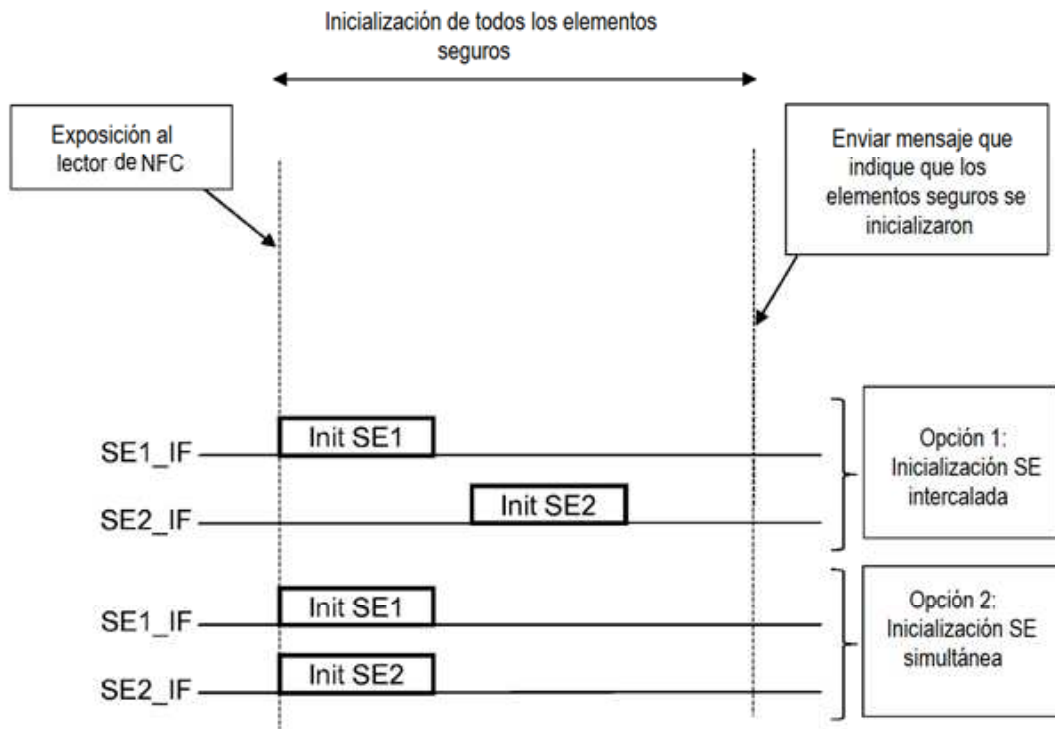 Inicialización de todos los elementos
seguros
Exposición al
lector de NFC
Enviar mensaje que
indique que los
elementos seguros se
inicializaron
SE1_IF
Init SE1
SE2_IF
Init SE2
Opción 1:
Inicialización SE
intercalada
SE1_IF
Init SE1
SE2_IF
Init SE2
Opción 2:
Inicialización SE
simultánea